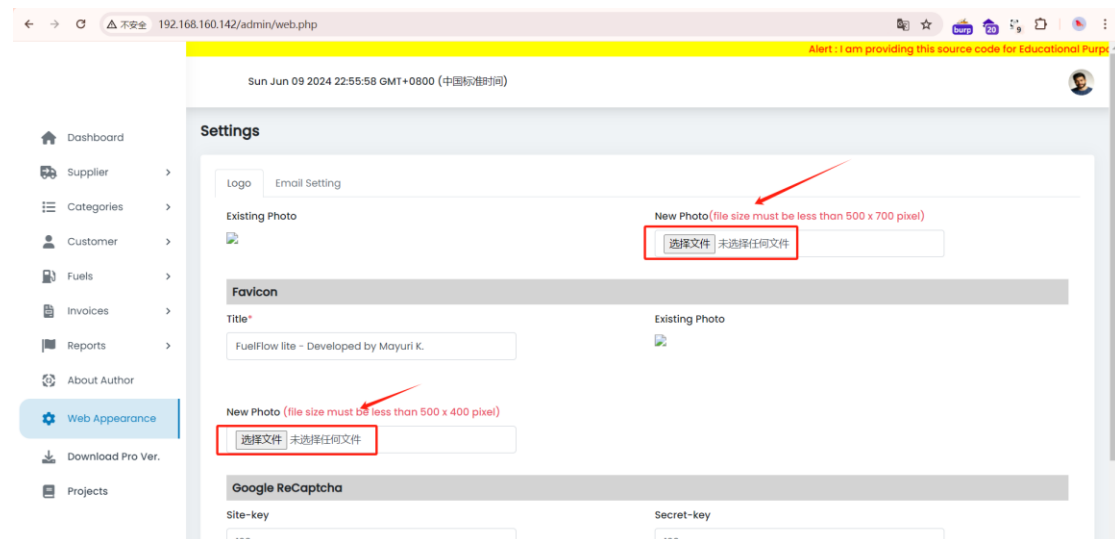 不安全 192.168.160.142/admin/web.php
burp 20 9
Alert : I am providing this source code for Educational
Sun Jun 09 2024 22:55:58 GMT+0800 (中国标准时间)
Dashboard
Supplier
Categories
Customer
Fuels
Invoices
Reports
About Author
Web Appearance
Download Pro Ver.
Projects
Settings
Logo Email Setting
Existing Photo New Photo(file size must be less than 500 x 700 pixel)
选择文件 未选择任何文件
Favicon
Title* Existing Photo
FuelFlow lite - Developed by Mayuri K.
New Photo (file size must be less than 500 x 400 pixel)
选择文件 未选择任何文件
Google ReCaptcha
Site-key Secret-key